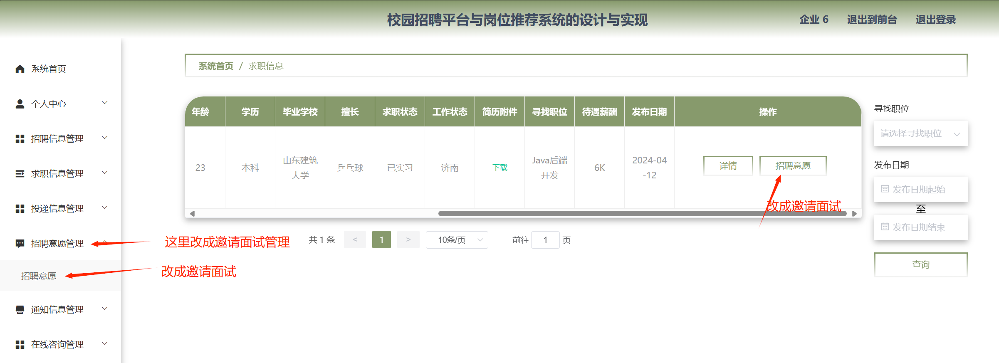 校园招聘平台与岗位推荐系统的设计与实现
企业 6 退出到前台 退出登录
系统首页
个人中心
招聘信息管理
求职信息管理
投递信息管理
招聘意愿管理
招聘意愿
通知信息管理
在线咨询管理
系统首页 / 求职信息
年龄 学历 毕业学校 擅长 求职状态 工作状态 简历附件 寻找职位 待遇薪酬 发布日期 操作
23 本科 山东建筑大学 乒乓球 已实习 济南 下载 Java后端开发 6K 2024-04-12 详情 招聘意愿
改成邀请面试
这里改成邀请面试管理
改成邀请面试
共 1 条 < 1 > 10条/页 前往 1 页
寻找职位
请选择寻找职位
发布日期
发布日期起始
至
发布日期结束
查询